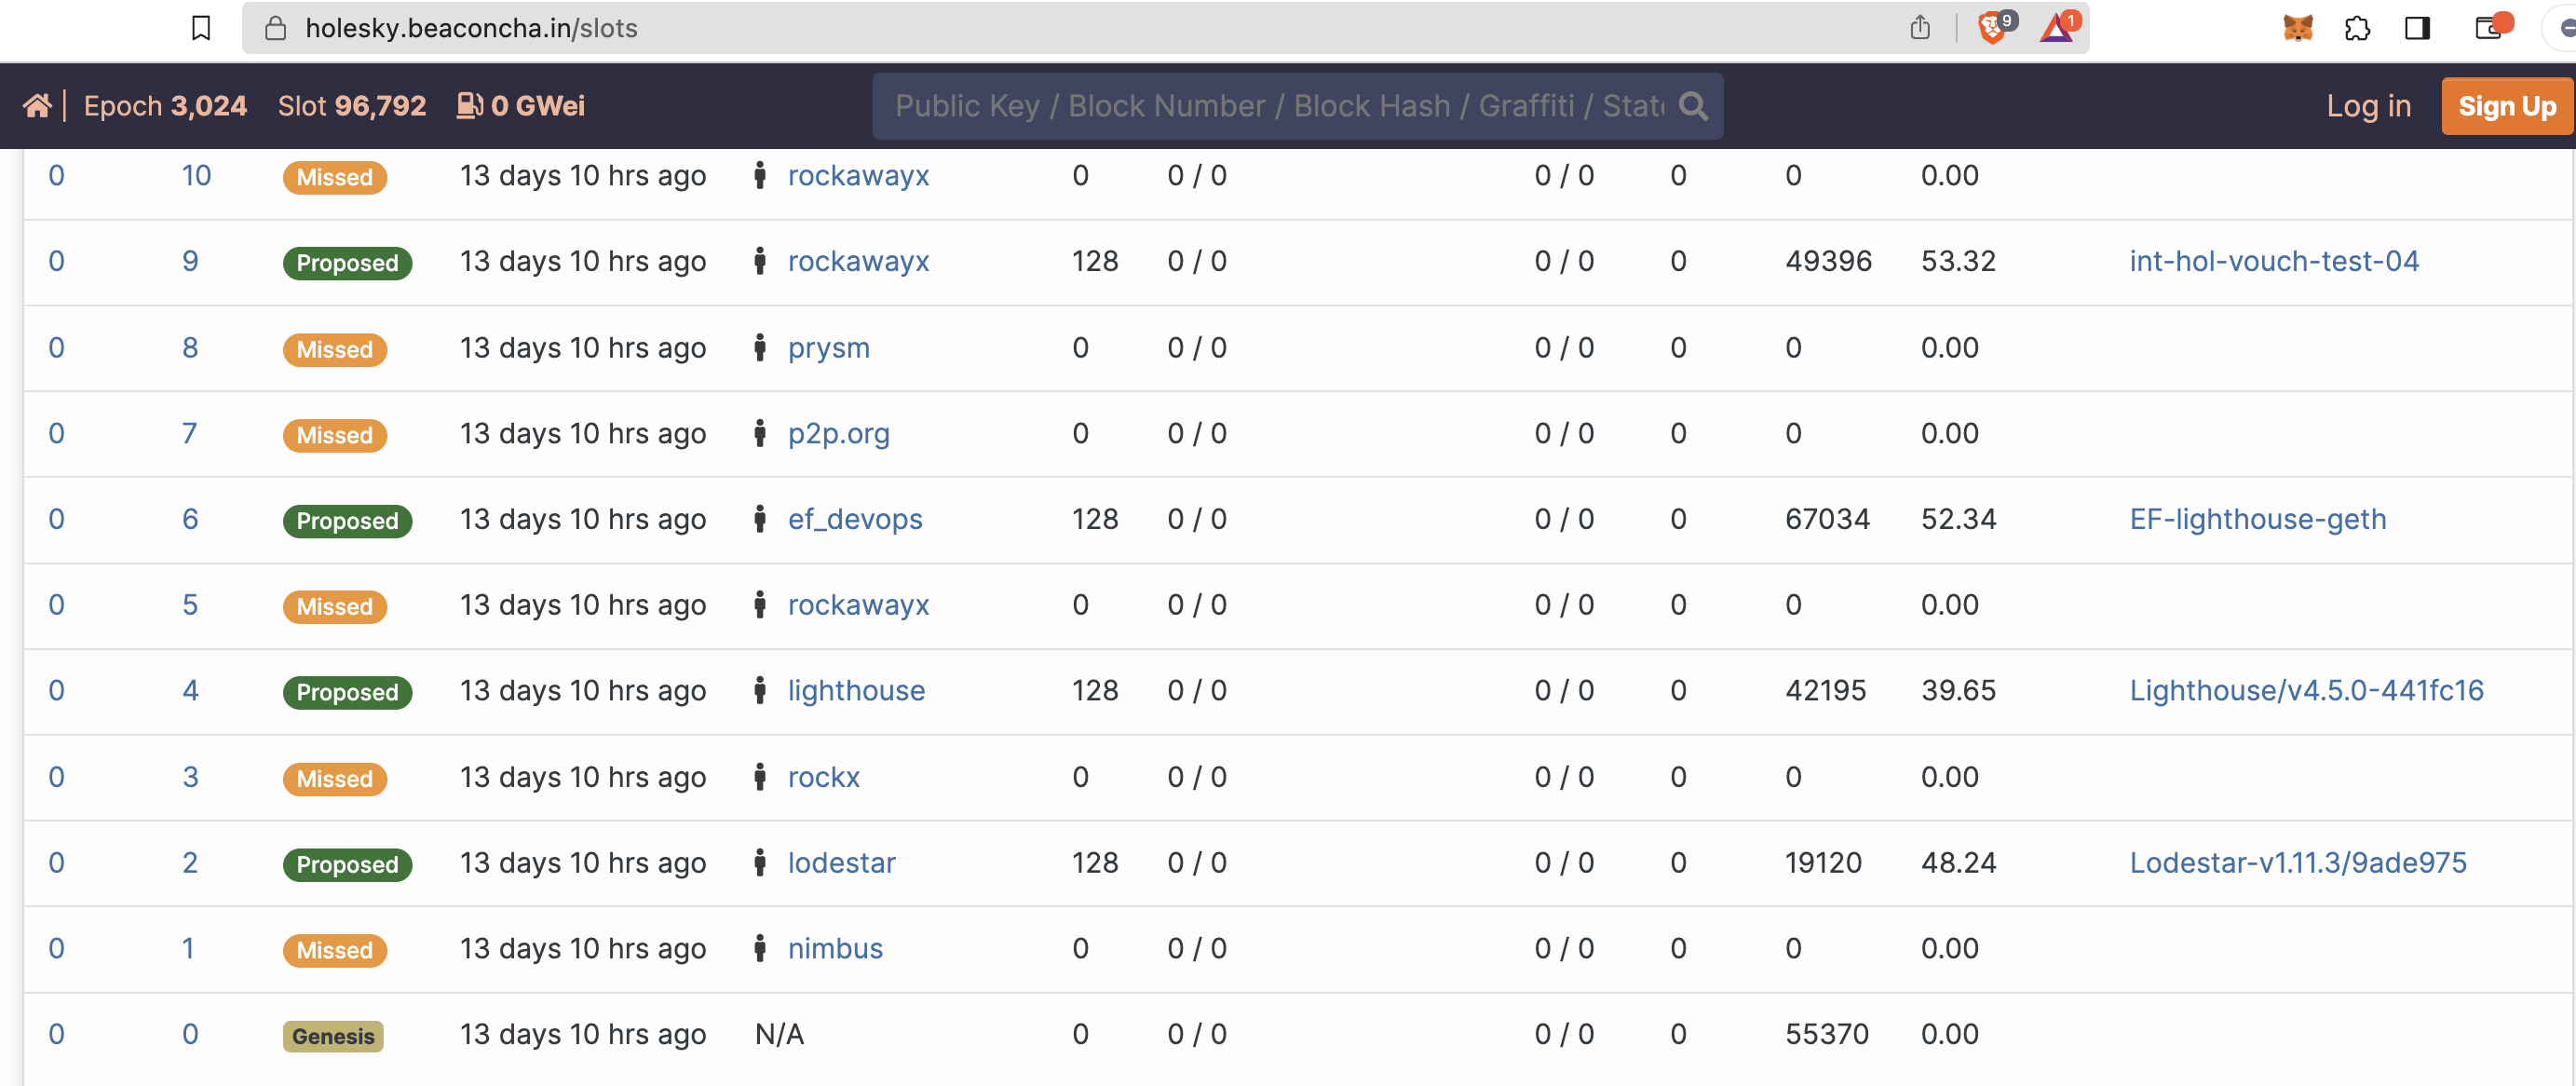 holesky.beaconcha.in/slots 9 1
Epoch 3,024 Slot 96,792 0 GWei Public Key / Block Number / Block Hash / Graffiti / State Log in Sign Up
0 10 Missed 13 days 10 hrs ago rockawayx 0 0 / 0 0 / 0 0 0 0.00
0 9 Proposed 13 days 10 hrs ago rockawayx 128 0 / 0 0 / 0 0 49396 53.32 int-hol-vouch-test-04
0 8 Missed 13 days 10 hrs ago prysm 0 0 / 0 0 / 0 0 0 0.00
0 7 Missed 13 days 10 hrs ago p2p.org 0 0 / 0 0 / 0 0 0 0.00
0 6 Proposed 13 days 10 hrs ago ef_devops 128 0 / 0 0 / 0 0 67034 52.34 EF-lighthouse-geth
0 5 Missed 13 days 10 hrs ago rockawayx 0 0 / 0 0 / 0 0 0 0.00
0 4 Proposed 13 days 10 hrs ago lighthouse 128 0 / 0 0 / 0 0 42195 39.65 Lighthouse/v4.5.0-441fc16
0 3 Missed 13 days 10 hrs ago rockx 0 0 / 0 0 / 0 0 0 0.00
0 2 Proposed 13 days 10 hrs ago lodestar 128 0 / 0 0 / 0 0 19120 48.24 Lodestar-v1.11.3/9ade975
0 1 Missed 13 days 10 hrs ago nimbus 0 0 / 0 0 / 0 0 0 0.00
0 0 Genesis 13 days 10 hrs ago N/A 0 0 / 0 0 / 0 0 55370 0.00